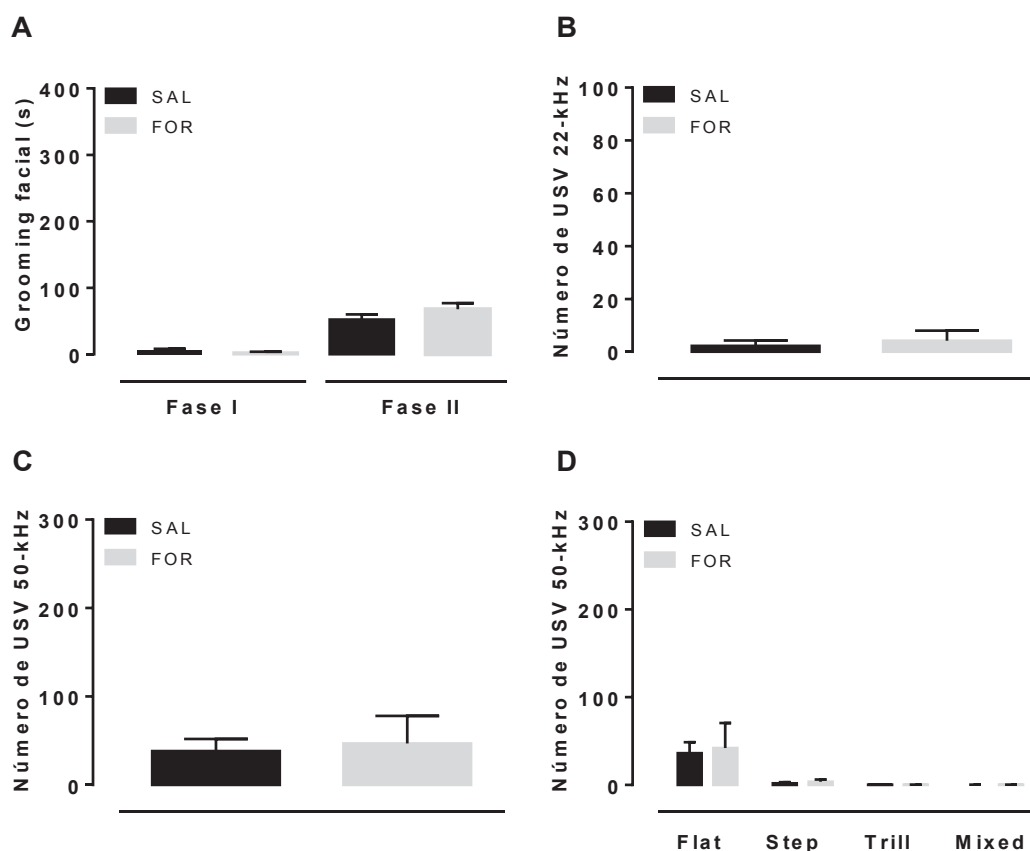 A
Grooming facial (s)
400
300
200
100
0
SAL
FOR
Fase I
Fase II
B
Número de USV 22-kHz
100
80
60
40
20
0
SAL
FOR
C
Número de USV 50-kHz
300
200
100
0
SAL
FOR
D
Número de USV 50-kHz
300
200
100
0
SAL
FOR
Flat
Step
Trill
Mixed